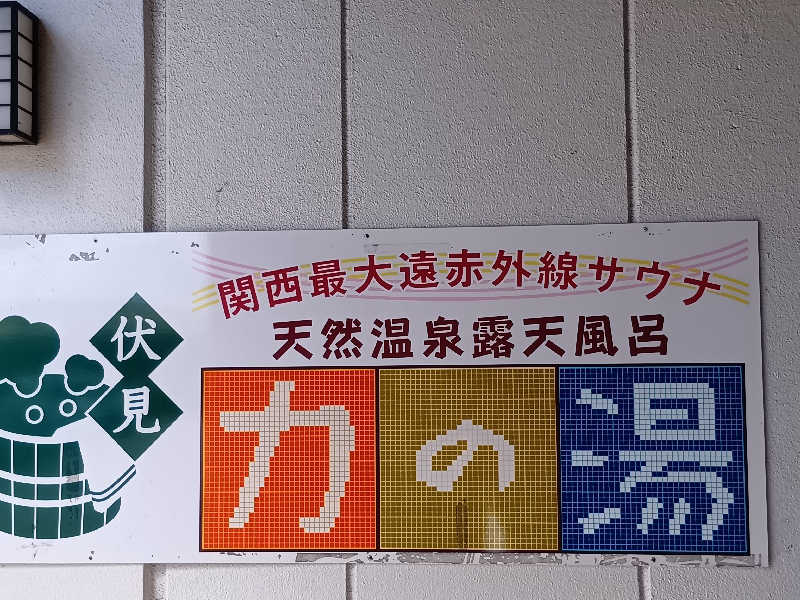 伏見
関西最大遠赤外線サウナ
天然温泉露天風呂
力の湯